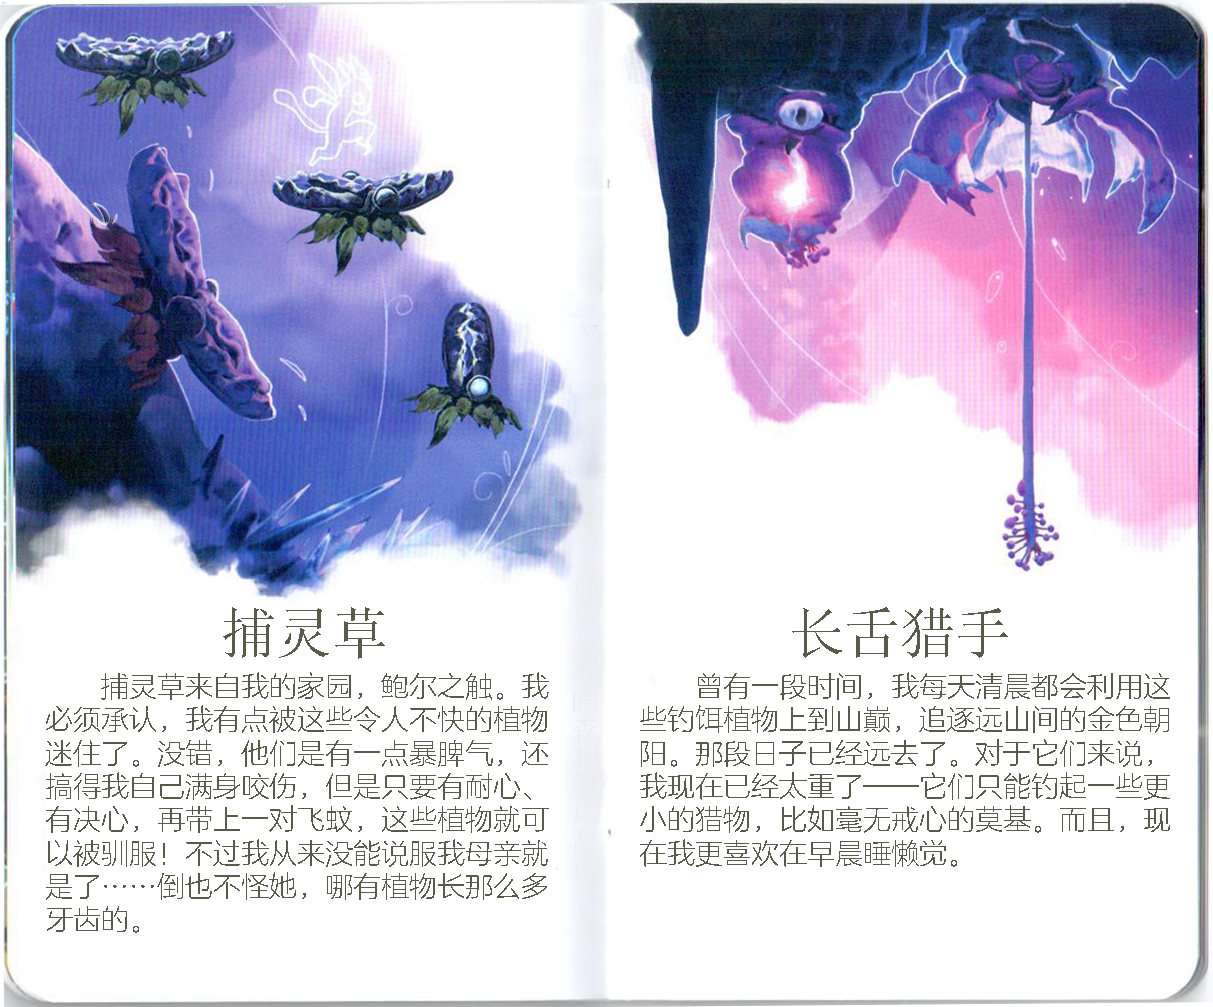 捕灵草
捕灵草来自我的家园，鲍尔之触。我
必须承认，我有点被这些令人不快的植物
迷住了。没错，他们是有一点暴脾气，还
搞得我自己满身咬伤，但是只要有耐心、
有决心，再带上一对飞蚊，这些植物就可
以被驯服！不过我从来没能说服我母亲就
是了……倒也不怪她，哪有植物长那么多
牙齿的。
长舌猎手
曾有一段时间，我每天清晨都会利用这
些钓饵植物上到山巅，追逐远山间的金色朝
阳。那段日子已经远去了。对于它们来说，
我现在已经太重了——它们只能钓起一些更
小的猎物，比如毫无戒心的莫基。而且，现
在我更喜欢在早晨睡懒觉。